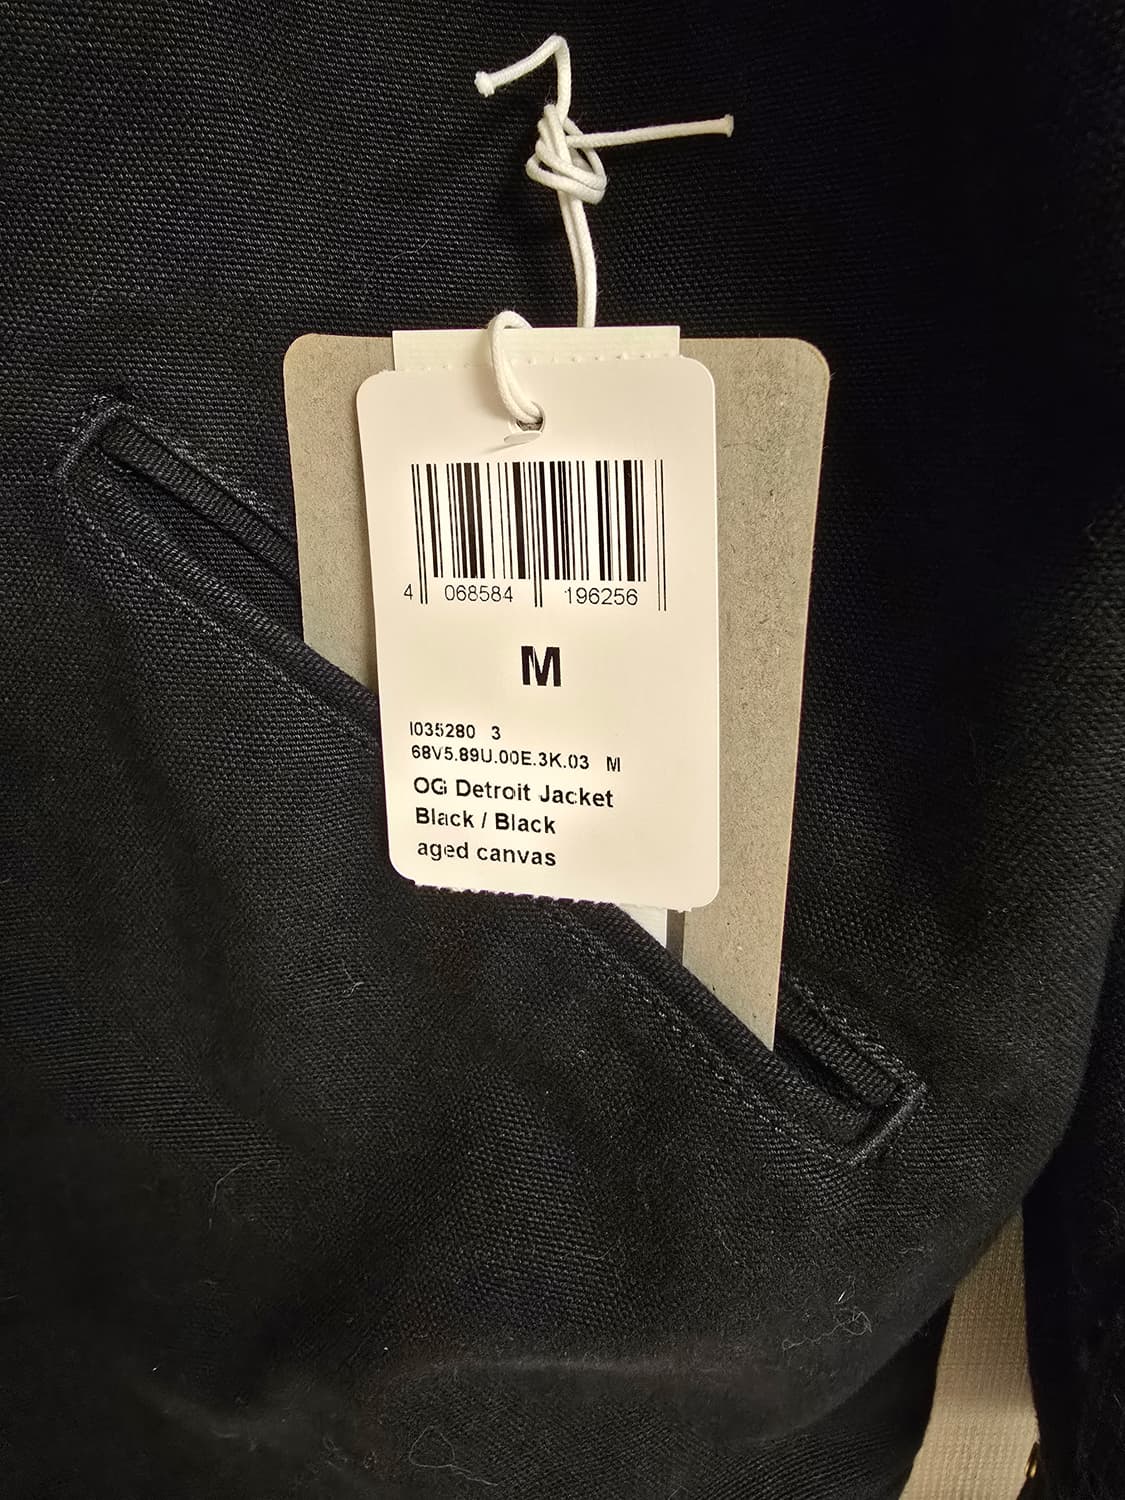 4 068584 196256
M
I035280 3
68V5.89U.00E.3K.03 M
OG Detroit Jacket
Black / Black
aged canvas